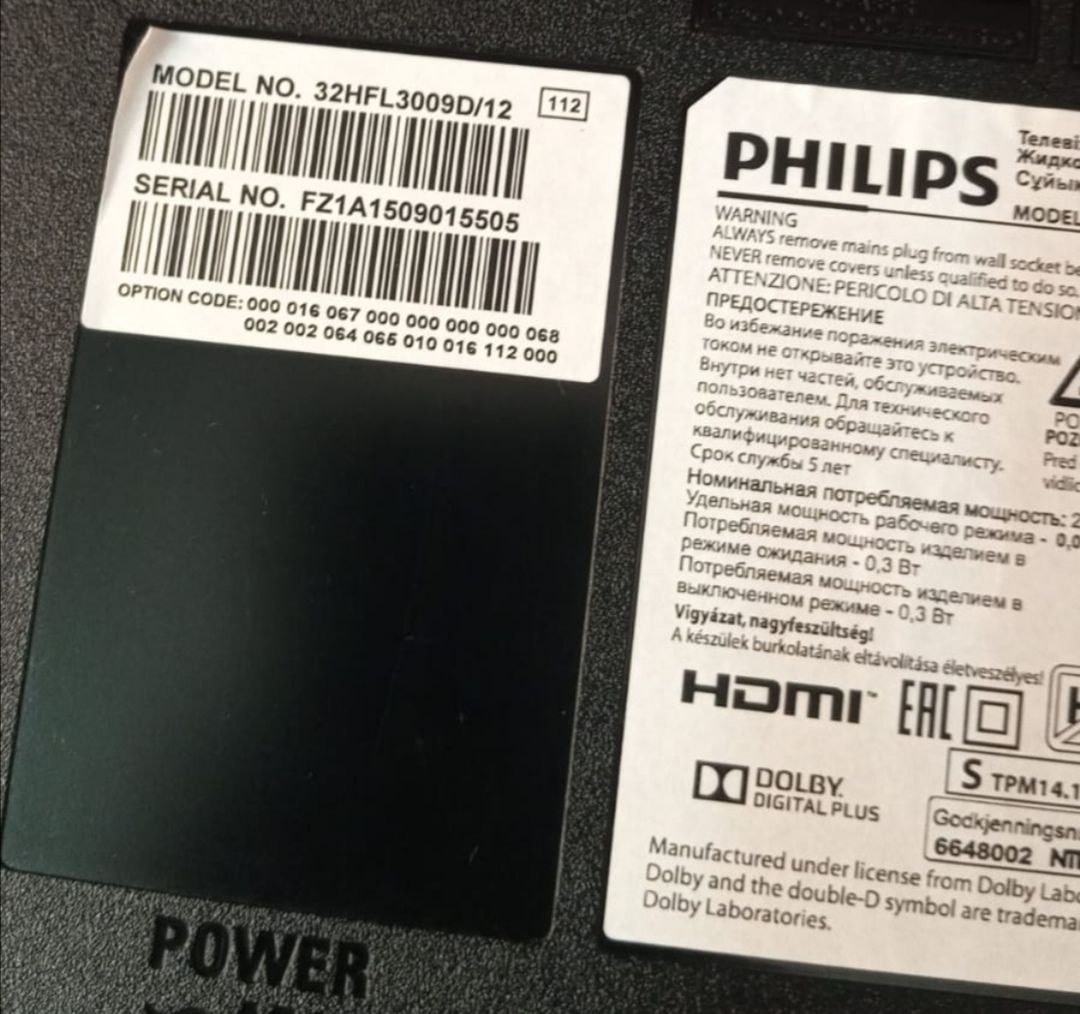 MODEL NO. 32HFL3009D/12 112
SERIAL NO. FZ1A1509015505
OPTION CODE: 000 016 067 000 000 000 000 068
002 002 064 065 010 016 112 000
POWER
PHILIPS
MODEL
WARNING
ALWAYS remove mains plug from wall socket
NEVER remove covers unless qualified to do so.
ATTENZIONE: PERICOLO DI ALTA
ПРЕДОСТЕРЕЖЕНИЕ
Во избежание поражения электрическим
током не открывайте это устройство.
Внутри нет частей, обслуживаемых
пользователем. Для технического
обслуживания обращайтесь к
квалифицированному специалисту.
Срок службы 5 лет
Номинальная потребляемая мощность:
Удельная мощность рабочего режима -
Потребляемая мощность изделием в
режиме ожидания - 0,3 Вт
Потребляемая мощность изделием в
выключенном режиме - 0,3 Вт
Vigyázat, nagyfeszültség!
A készülék burkolatának eltávolítása életveszélyes!
Pred
HDMI™ EAC
S TPM14.1
DOLBY.
DIGITAL PLUS
6648002
Manufactured under license from Dolby
Dolby and the double-D symbol are
Dolby Laboratories.